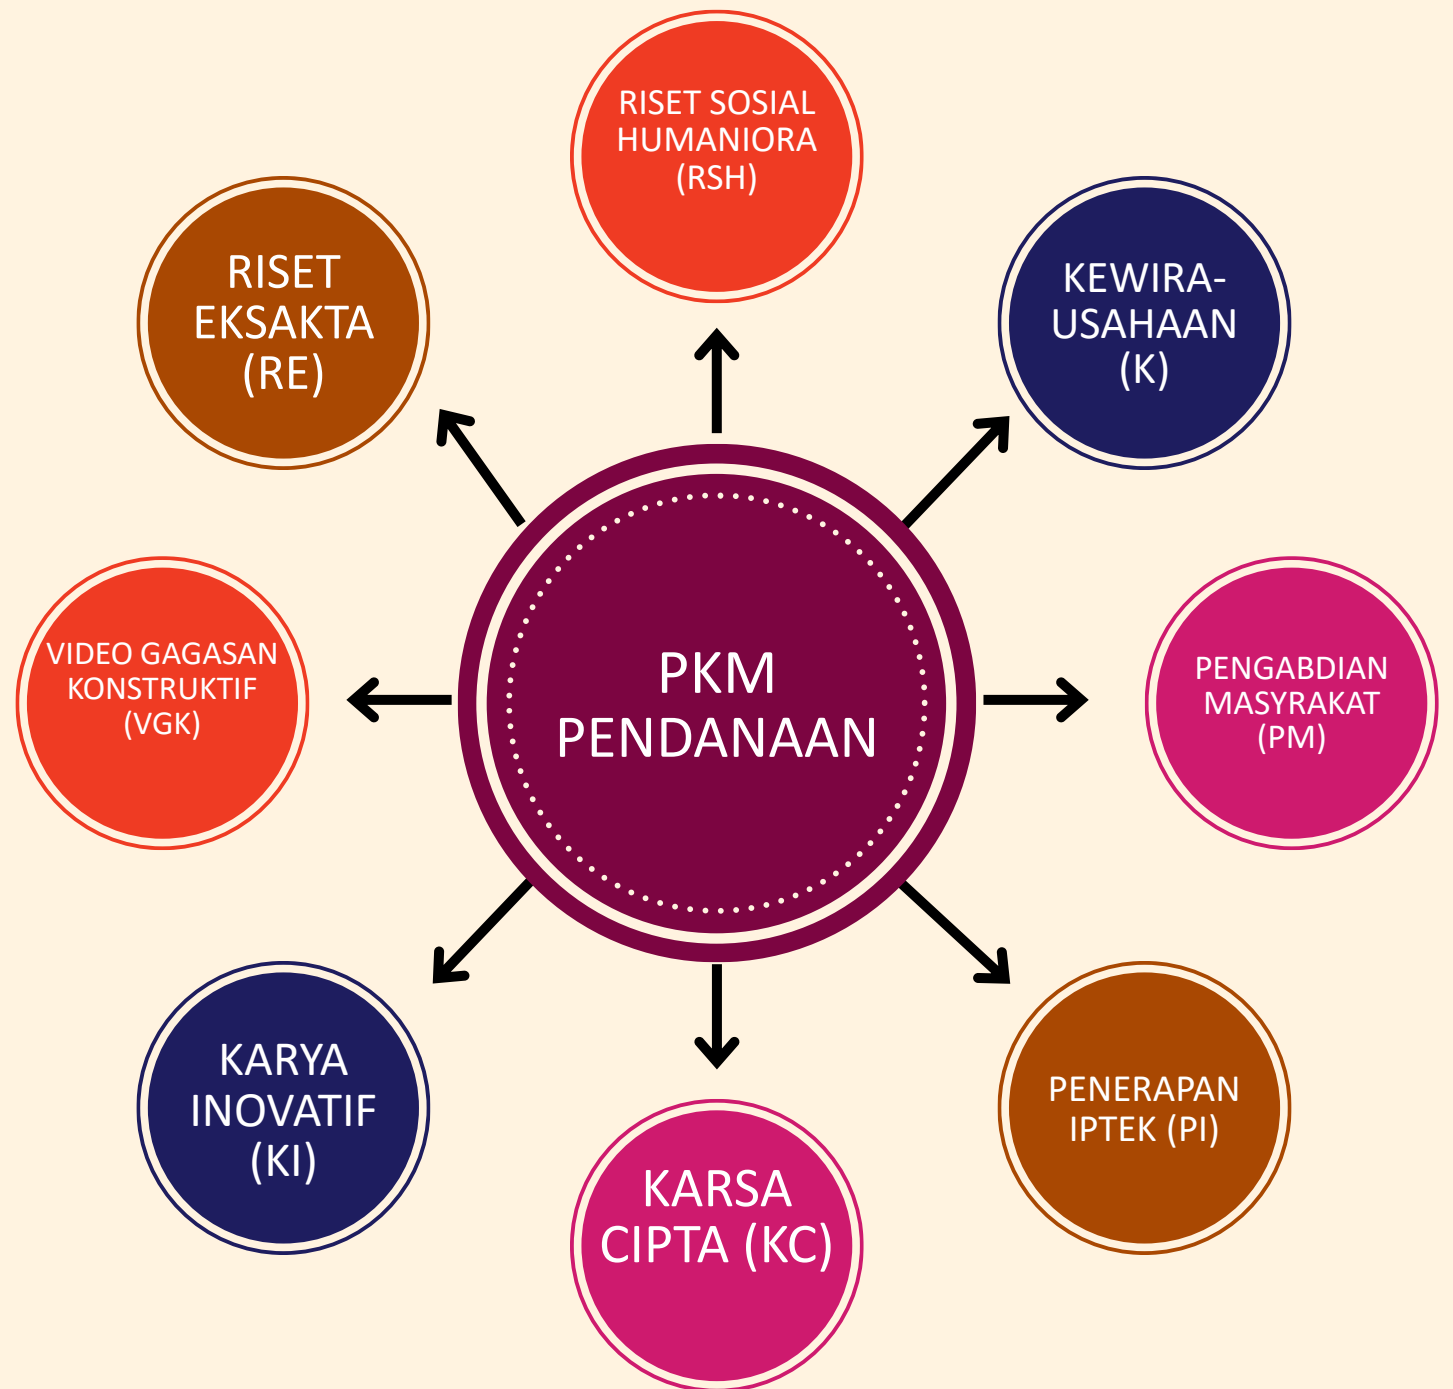 RISET SOSIAL
HUMANIORA
(RSH)
KEWIRA-
USAHAAN
(K)
PENGABDIAN
MASYRAKAT
(PM)
PENERAPAN
IPTEK (PI)
KARSA
CIPTA (KC)
KARYA
INOVATIF
(KI)
VIDEO GAGASAN
KONSTRUKTIF
(VGK)
RISET
EKSAKTA
(RE)
PKM
PENDANAAN